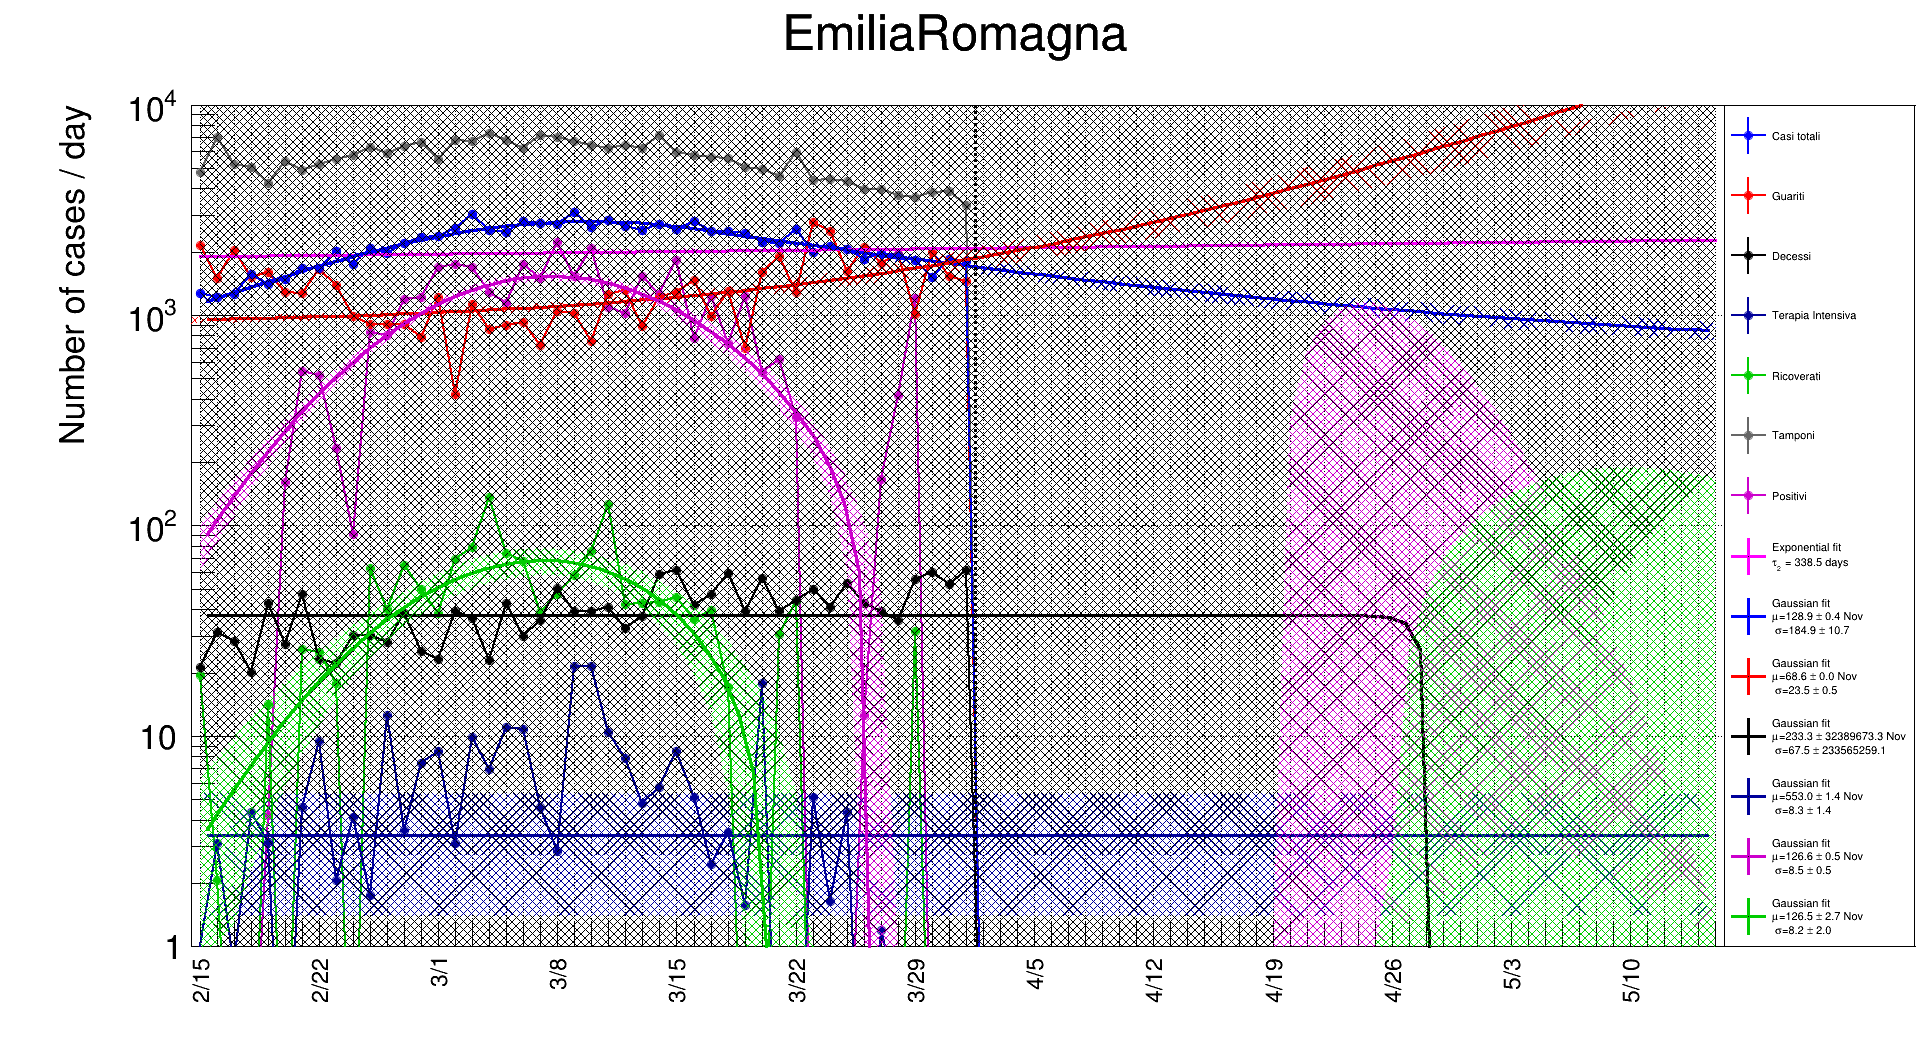 EmiliaRomagna
Number of cases / day
10^4
10^3
10^2
10
1
2/15
2/22
3/1
3/8
3/15
3/22
3/29
4/5
4/12
4/19
4/26
5/3
5/10
Casi totali
Guariti
Decessi
Terapia Intensiva
Ricoverati
Tamponi
Positivi
Exponential fit
τ₂ = 338.5 days
Gaussian fit
μ=128.9 ± 0.4 Nov
σ=184.9 ± 10.7
Gaussian fit
μ=68.6 ± 0.0 Nov
σ=23.5 ± 0.5
Gaussian fit
μ=233.3 ± 32389673.3 Nov
σ=67.5 ± 233565259.1
Gaussian fit
μ=553.0 ± 1.4 Nov
σ=8.3 ± 1.4
Gaussian fit
μ=126.6 ± 0.5 Nov
σ=8.5 ± 0.5
Gaussian fit
μ=126.5 ± 2.7 Nov
σ=8.2 ± 2.0